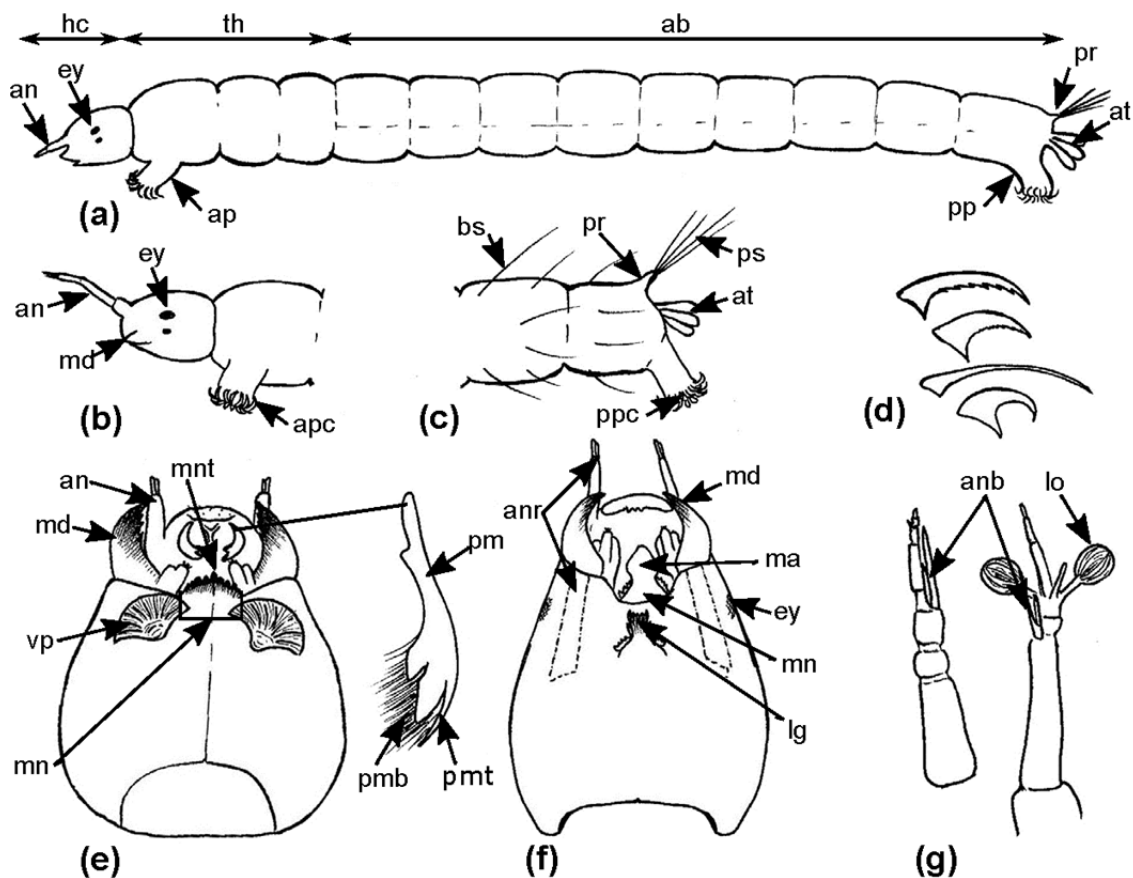 hc th ab
an ey pr at
ap pp
(a)
ey an md apc
(b)
bs pr ps at ppc
(c)
(d)
mnt an md vp mn pm pmb pmt
(e)
anr md ma ey mn lg
(f)
anb lo
(g)